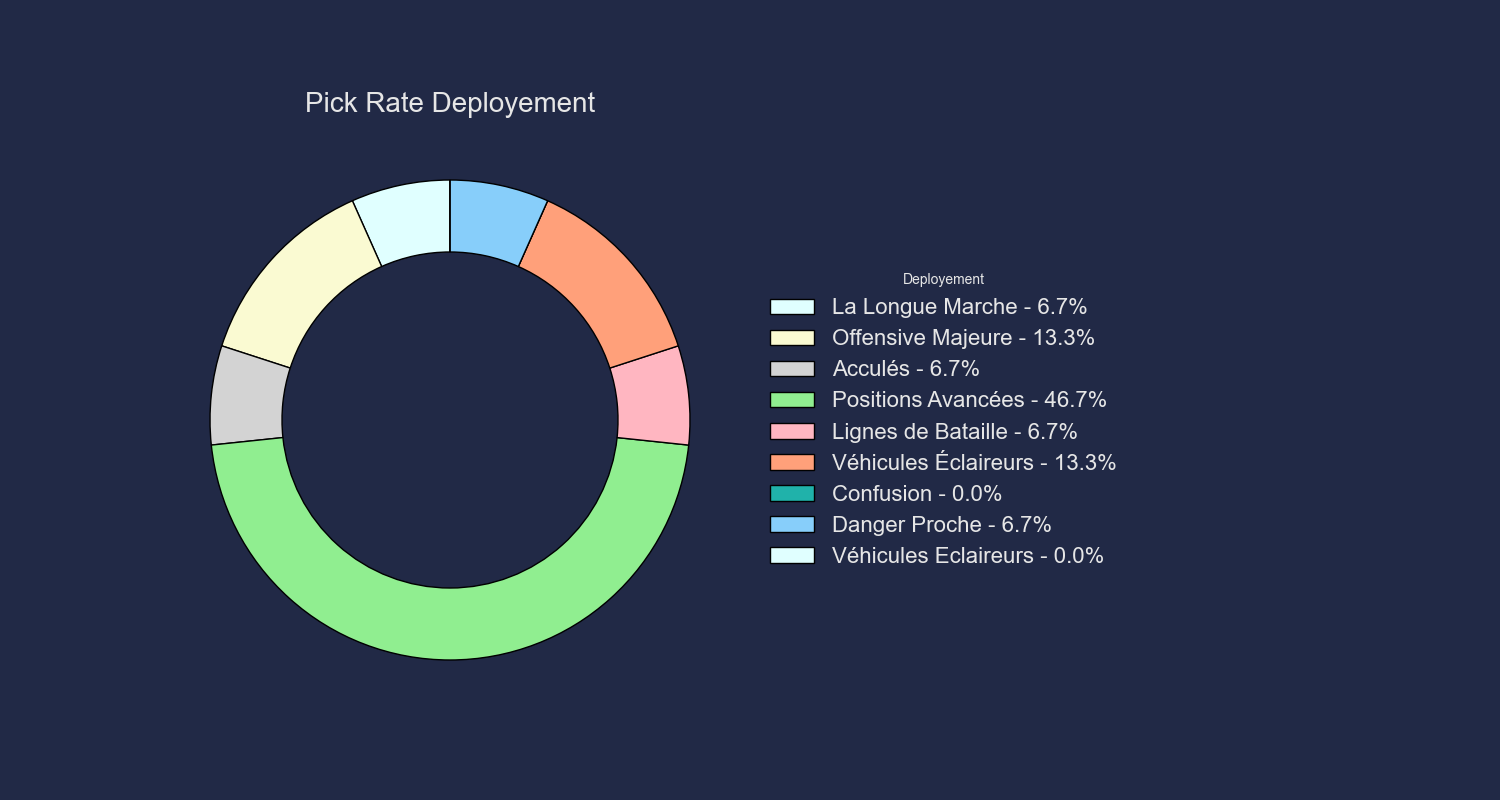 Pick Rate Deployement
Deployement
La Longue Marche - 6.7%
Offensive Majeure - 13.3%
Acculés - 6.7%
Positions Avancées - 46.7%
Lignes de Bataille - 6.7%
Véhicules Éclaireurs - 13.3%
Confusion - 0.0%
Danger Proche - 6.7%
Véhicules Eclaireurs - 0.0%